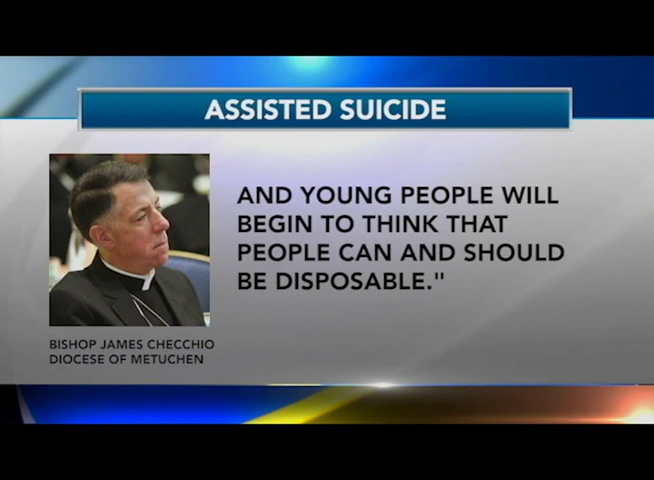 ASSISTED SUICIDE
AND YOUNG PEOPLE WILL
BEGIN TO THINK THAT
PEOPLE CAN AND SHOULD
BE DISPOSABLE."
BISHOP JAMES CHECCHIO
DIOCESE OF METUCHEN